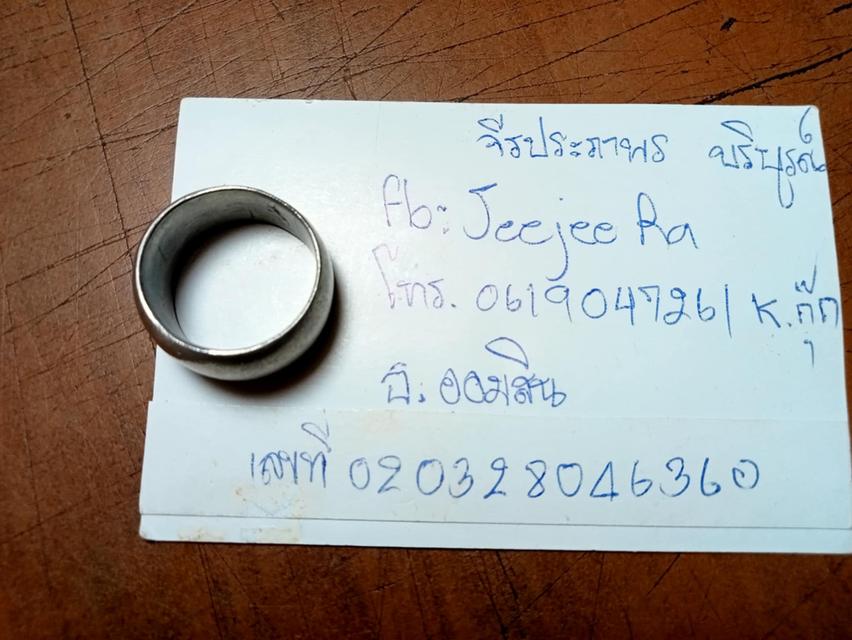 จีรประภาพร บริบูรณ์
fb: Jeejee Ra
โทร. 0619047261 K.กุ๊ก
ธ. ออมสิน
เลขที่ 020328046360